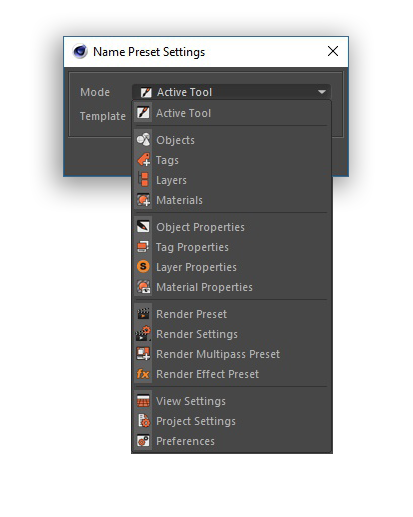 Name Preset Settings
Mode
Active Tool
Template
Active Tool
Objects
Tags
Layers
Materials
Object Properties
Tag Properties
Layer Properties
Material Properties
Render Preset
Render Settings
Render Multipass Preset
fx Render Effect Preset
View Settings
Project Settings
Preferences